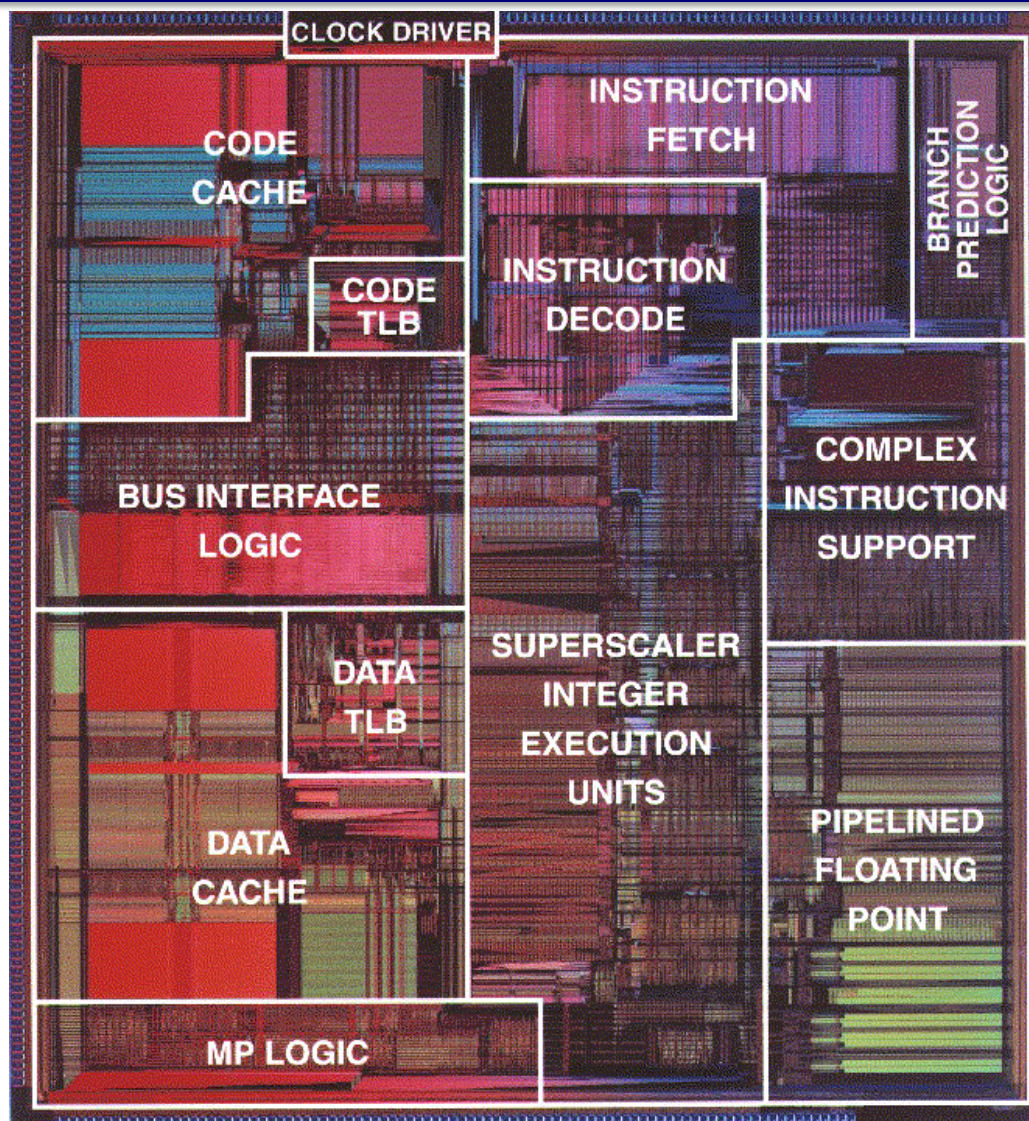 CLOCK DRIVER
CODE
CACHE
CODE
TLB
INSTRUCTION
FETCH
BRANCH
PREDICTION
LOGIC
INSTRUCTION
DECODE
BUS INTERFACE
LOGIC
COMPLEX
INSTRUCTION
SUPPORT
DATA
TLB
SUPERSCALER
INTEGER
EXECUTION
UNITS
DATA
CACHE
PIPELINED
FLOATING
POINT
MP LOGIC